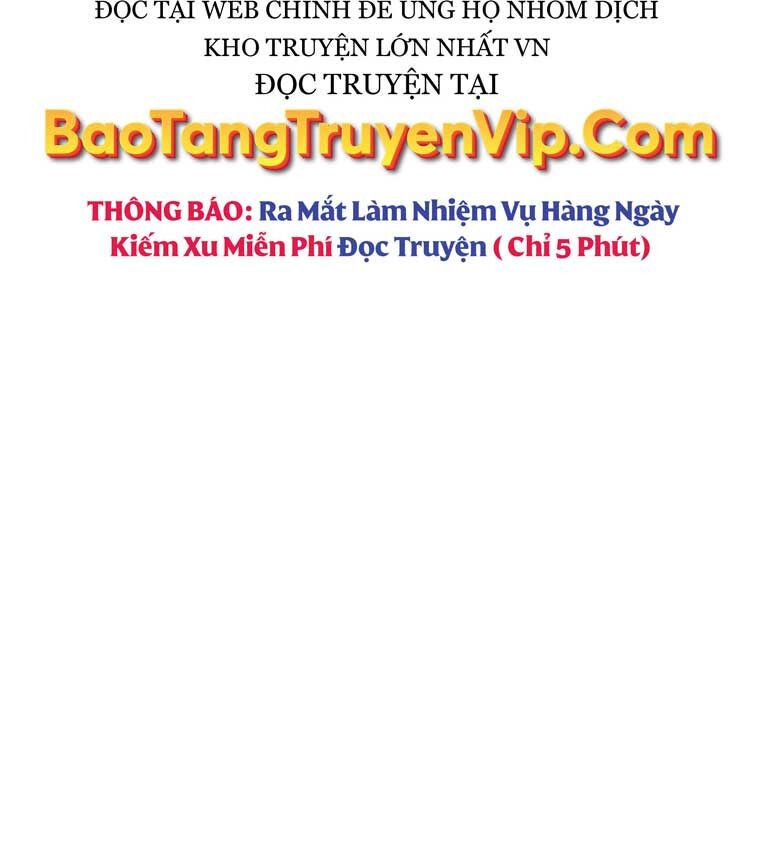 ĐỌC TẠI WEB CHÍNH ĐỂ ỦNG HỘ NHÓM DỊCH
KHO TRUYỆN LỚN NHẤT VN
ĐỌC TRUYỆN TẠI
BaoTangTruyenVip.Com
THÔNG BÁO: Ra Mắt Làm Nhiệm Vụ Hàng Ngày
Kiếm Xu Miễn Phí Đọc Truyện ( Chỉ 5 Phút)